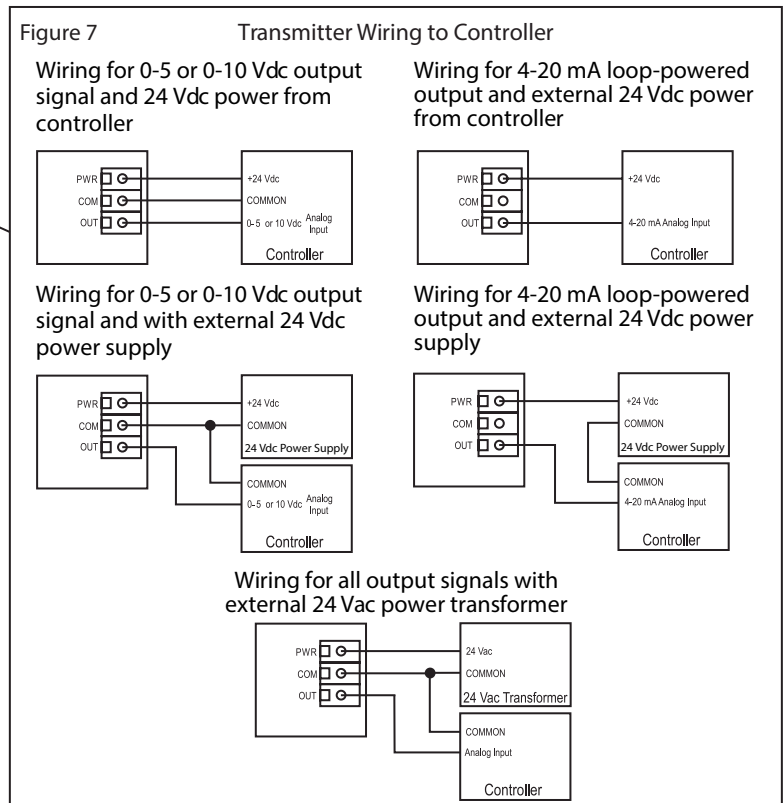 Figure 7
Transmitter Wiring to Controller
Wiring for 0-5 or 0-10 Vdc output
signal and 24 Vdc power from
controller
PWR
COM
OUT
+24 Vdc
COMMON
0-5 or 10 Vdc Analog
Input
Controller
Wiring for 4-20 mA loop-powered
output and external 24 Vdc power
from controller
PWR
COM
OUT
+24 Vdc
4-20 mA Analog Input
Controller
Wiring for 0-5 or 0-10 Vdc output
signal and with external 24 Vdc
power supply
PWR
COM
OUT
+24 Vdc
COMMON
24 Vdc Power Supply
COMMON
0-5 or 10 Vdc Analog
Input
Controller
Wiring for 4-20 mA loop-powered
output and external 24 Vdc power
supply
PWR
COM
OUT
+24 Vdc
COMMON
24 Vdc Power Supply
COMMON
4-20 mA Analog Input
Controller
Wiring for all output signals with
external 24 Vac power transformer
PWR
COM
OUT
24 Vac
COMMON
24 Vac Transformer
COMMON
Analog Input
Controller